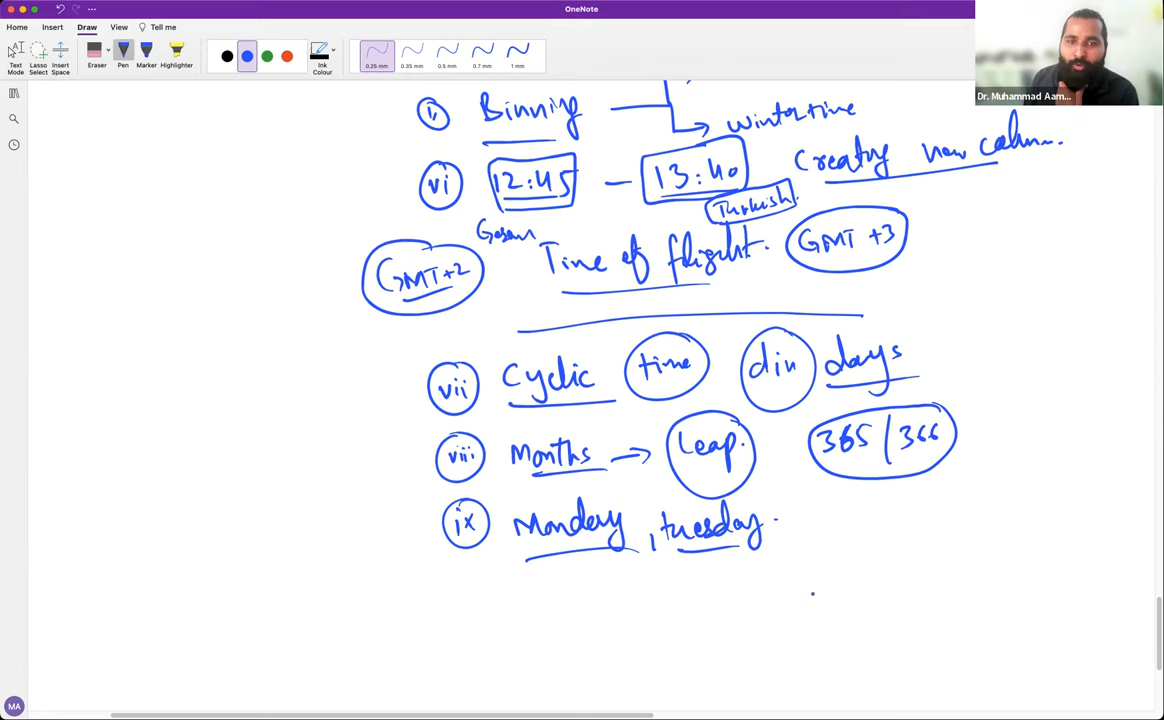 OneNote
Home Insert Draw View Tell me
Text Mode Lasso Select Insert Space Eraser Pen Marker Highlighter Ink Colour 0.25 mm 0.35 mm 0.5 mm 0.7 mm 1 mm
Dr. Muhammad Aam...
i, Binning wintertime
vi 12:45 – 13:40 Creating new colum...
Turkish.
GMT+2 Time of flight. GMT +3
vii Cyclic time din days
viii Months → Leap. 365 / 366
ix Monday, tuesday.
MA